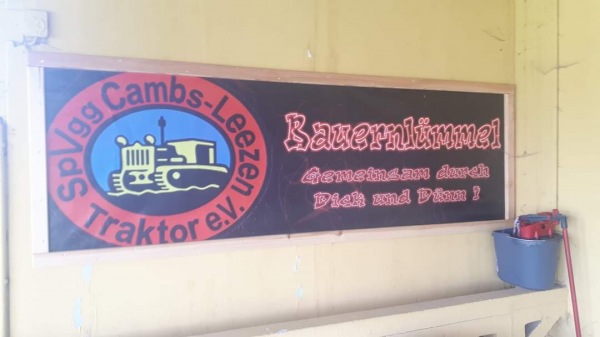 SpVgg Cambs-Leezen
Traktor e.V.
Bauernlümmel
Gemeinsam durch
Dick und Dünn !